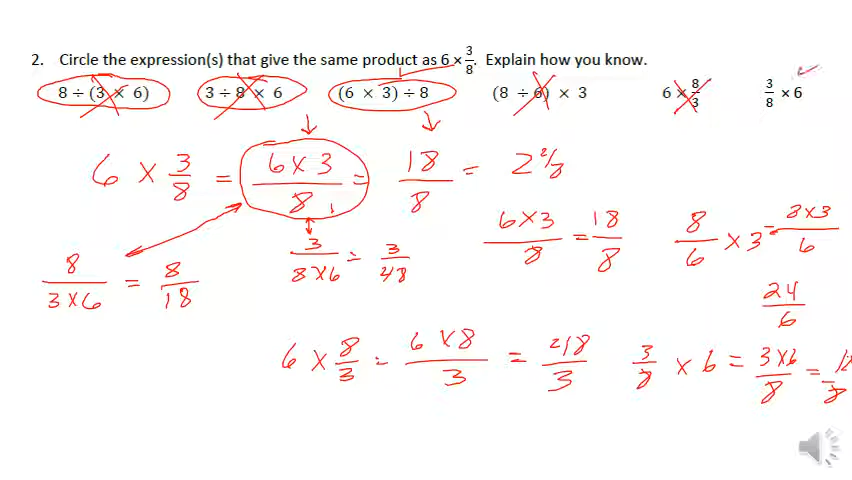 2. Circle the expression(s) that give the same product as 6 × 3/8. Explain how you know.
8 ÷ (3 × 6) 3 ÷ 8 × 6 (6 × 3) ÷ 8 (8 ÷ 6) × 3 6 × 8/3 3/8 × 6
6 × 3/8 = 6 × 3/8 = 18/8 = 2 2/8
8/3×6 = 8/18 3/8×6 = 3/48 6×3/8 = 18/8 8/6 × 3 = 8×3/6
24/6
6 × 8/3 = 6×8/3 = 48/3 3/8 × 6 = 3×6/8 =